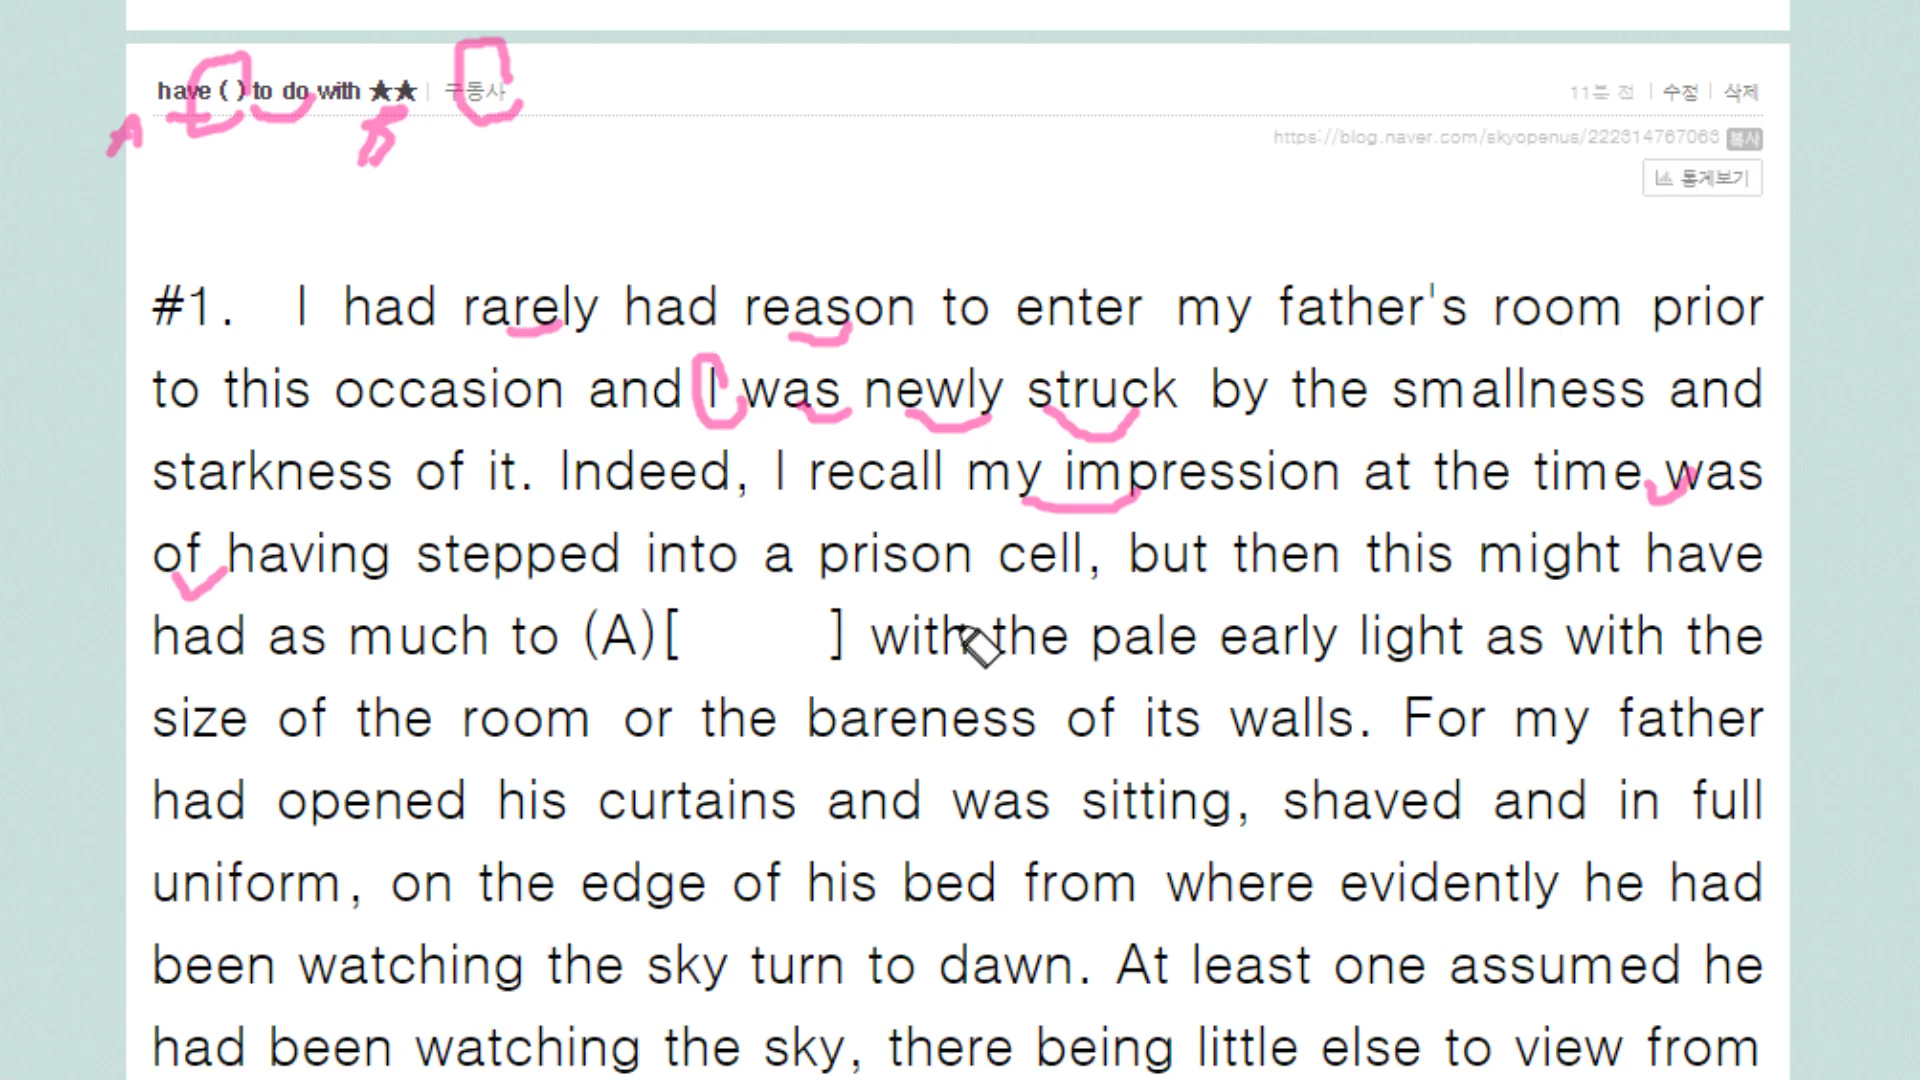 have ( ) to do with ★★ | 구동사
11분 전 | 수정 | 삭제
A
B
https://blog.naver.com/skyopenus/222814767063 복사
통계보기
#1. I had rarely had reason to enter my father's room prior
to this occasion and I was newly struck by the smallness and
starkness of it. Indeed, I recall my impression at the time was
of having stepped into a prison cell, but then this might have
had as much to (A)[ ] with the pale early light as with the
size of the room or the bareness of its walls. For my father
had opened his curtains and was sitting, shaved and in full
uniform, on the edge of his bed from where evidently he had
been watching the sky turn to dawn. At least one assumed he
had been watching the sky, there being little else to view from